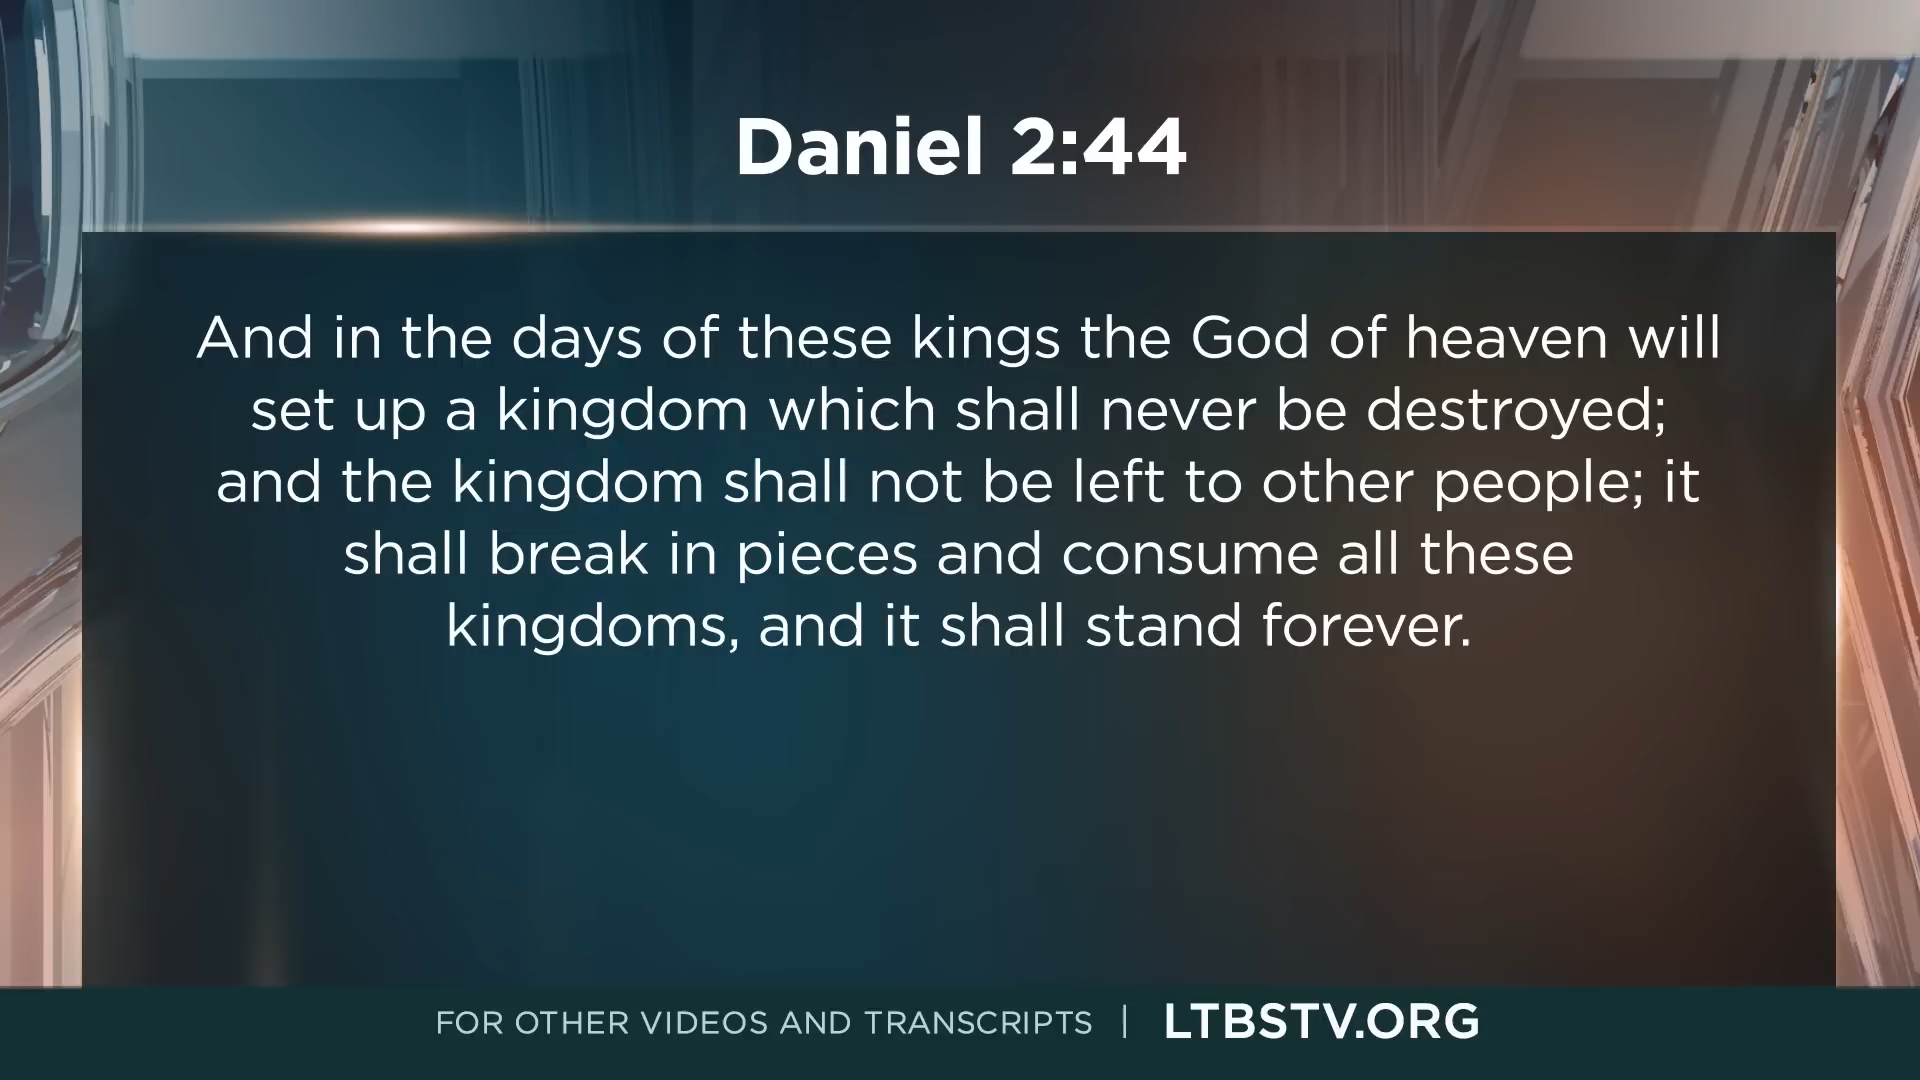 Daniel 2:44
And in the days of these kings the God of heaven will
set up a kingdom which shall never be destroyed;
and the kingdom shall not be left to other people; it
shall break in pieces and consume all these
kingdoms, and it shall stand forever.
FOR OTHER VIDEOS AND TRANSCRIPTS | LTBSTV.ORG